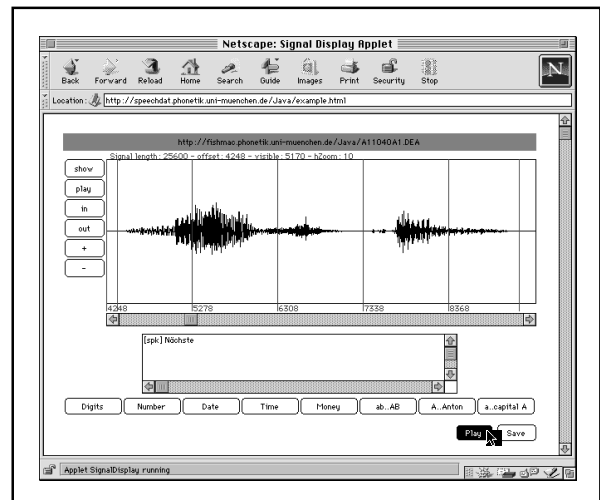 Netscape: Signal Display Applet
Back Forward Reload Home Search Guide Images Print Security Stop
N
Location: http://speechdat.phonetik.uni-muenchen.de/Java/example.html
http://fishmac.phonetik.uni-muenchen.de/Java/A11040A1.DEA
Signal length: 25600 - offset: 4248 - visible: 5170 - hZoom: 10
show
play
in
out
+
-
4248 5278 6308 7338 8368
[spk] Nöchste
Digits Number Date Time Money ab..AB A..Anton a..capital A
Play Save
Applet SignalDisplay running